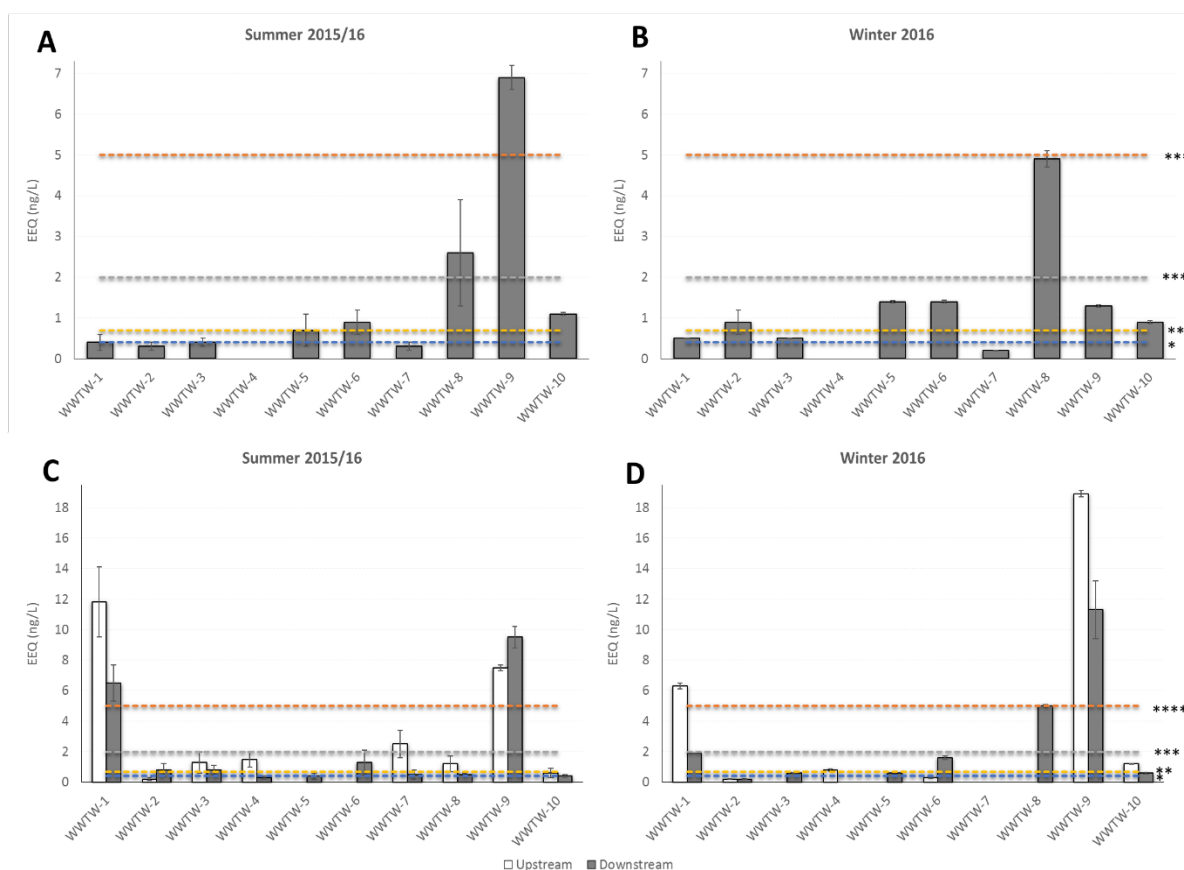 A
Summer 2015/16
EEQ (ng/L)
7
6
5
4
3
2
1
0
WWTW-1
WWTW-2
WWTW-3
WWTW-4
WWTW-5
WWTW-6
WWTW-7
WWTW-8
WWTW-9
WWTW-10
B
Winter 2016
EEQ (ng/L)
7
6
5
4
3
2
1
0
***
***
**
*
WWTW-1
WWTW-2
WWTW-3
WWTW-4
WWTW-5
WWTW-6
WWTW-7
WWTW-8
WWTW-9
WWTW-10
C
Summer 2015/16
EEQ (ng/L)
18
16
14
12
10
8
6
4
2
0
WWTW-1
WWTW-2
WWTW-3
WWTW-4
WWTW-5
WWTW-6
WWTW-7
WWTW-8
WWTW-9
WWTW-10
D
Winter 2016
EEQ (ng/L)
18
16
14
12
10
8
6
4
2
0
****
***
**
*
WWTW-1
WWTW-2
WWTW-3
WWTW-4
WWTW-5
WWTW-6
WWTW-7
WWTW-8
WWTW-9
WWTW-10
Upstream Downstream